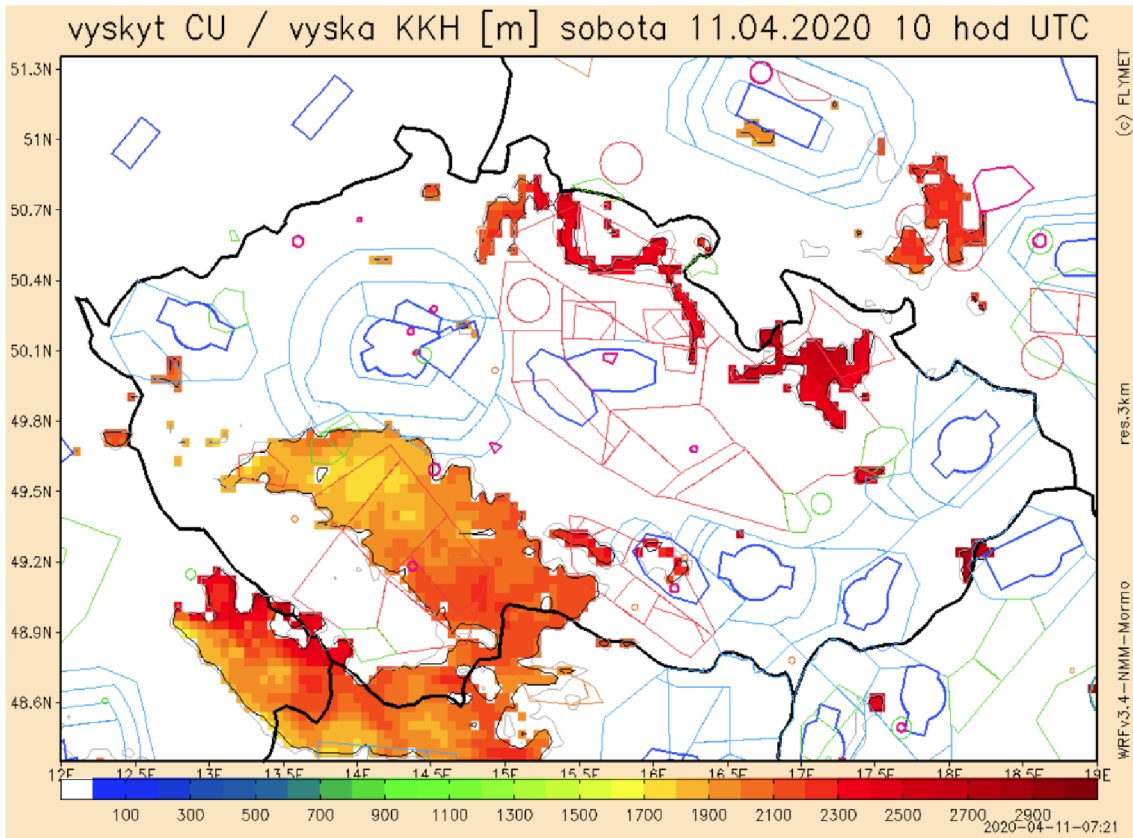 vyskyt CU / vyska KKH [m] sobota 11.04.2020 10 hod UTC
51.3N
51N
50.7N
50.4N
50.1N
49.8N
49.5N
49.2N
48.9N
48.6N
(c) FLYMET
res.3km
WRFv3.4-NMM-Mormo
12E 12.5E 13E 13.5E 14E 14.5E 15E 15.5E 16E 16.5E 17E 17.5E 18E 18.5E 19E
100 300 500 700 900 1100 1300 1500 1700 1900 2100 2300 2500 2700 2900
2020-04-11-07:21